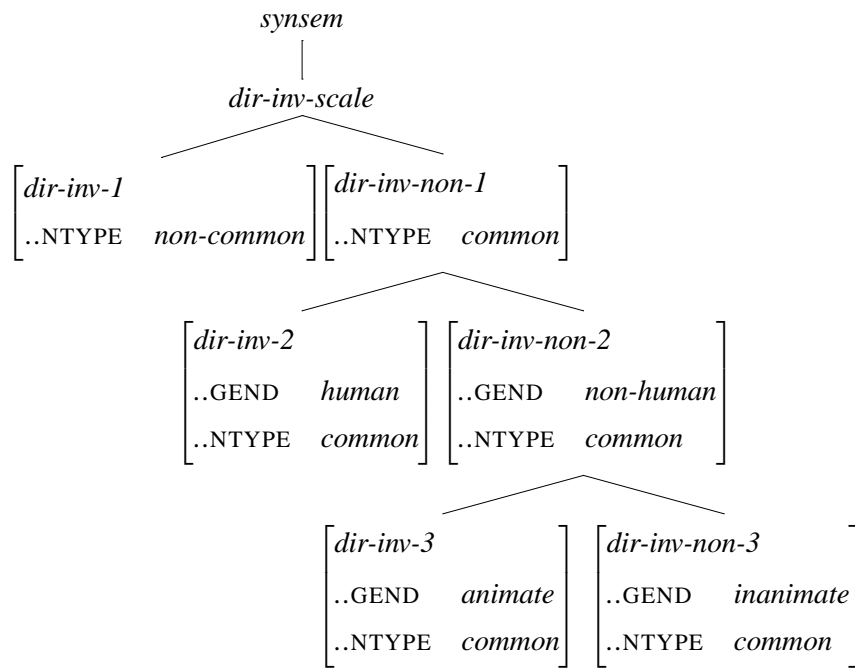 synsem
dir-inv-scale
dir-inv-1 dir-inv-non-1
..NTYPE non-common ..NTYPE common
dir-inv-2 dir-inv-non-2
..GEND human ..GEND non-human
..NTYPE common ..NTYPE common
dir-inv-3 dir-inv-non-3
..GEND animate ..GEND inanimate
..NTYPE common ..NTYPE common